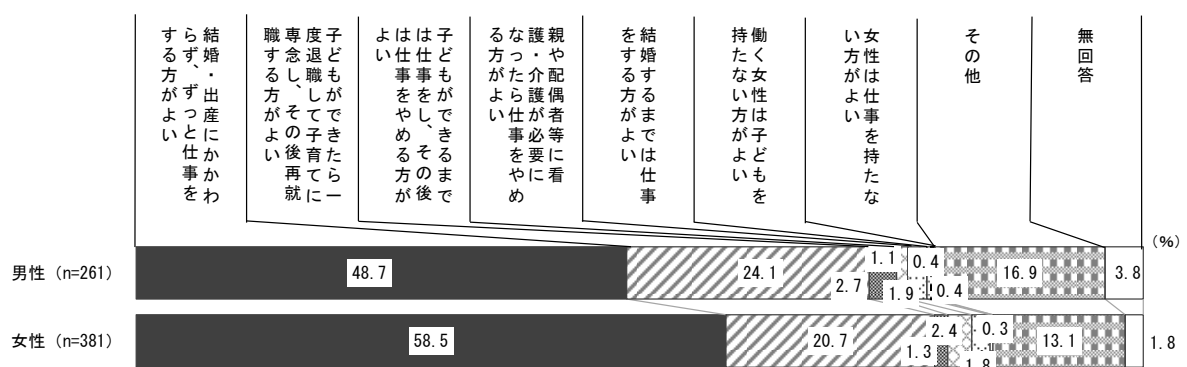 結婚・出産にかかわ
らず、ずっと仕事を
する方がよい
子どもができたら一
度退職して子育てに
専念し、その後再就
職する方がよい
子どもができるまで
は仕事をし、その後
は仕事をやめる方が
よい
親や配偶者等に看
護・介護が必要に
なったら仕事をやめ
る方がよい
結婚するまでは仕事
をする方がよい
働く女性は子どもを
持たない方がよい
女性は仕事を持たな
い方がよい
その他
無回答
(%)
男性 (n=261)
48.7
24.1
2.7
1.1
1.9
0.4
0.4
16.9
3.8
女性 (n=381)
58.5
20.7
1.3
2.4
1.8
0.3
13.1
1.8